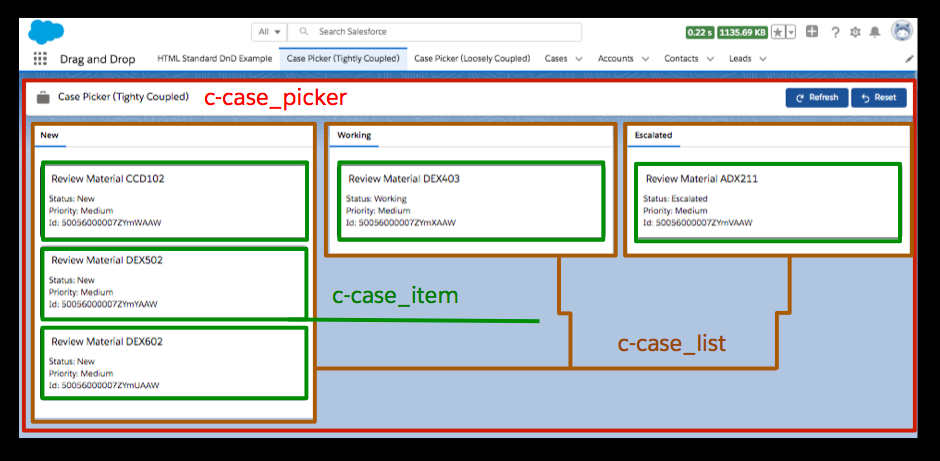 All Search Salesforce 0.22 s 1135.69 KB
Drag and Drop HTML Standard DnD Example Case Picker (Tightly Coupled) Case Picker (Loosely Coupled) Cases Accounts Contacts Leads
Case Picker (Tighty Coupled) c-case_picker Refresh Reset
New Working Escalated
Review Material CCD102
Status: New
Priority: Medium
Id: 50056000007ZYmWAAW
Review Material DEX502
Status: New
Priority: Medium
Id: 50056000007ZYmYAAW
Review Material DEX602
Status: New
Priority: Medium
Id: 50056000007ZYmUAAW
Review Material DEX403
Status: Working
Priority: Medium
Id: 50056000007ZYmXAAW
Review Material ADX211
Status: Escalated
Priority: Medium
Id: 50056000007ZYmVAAW
c-case_item
c-case_list